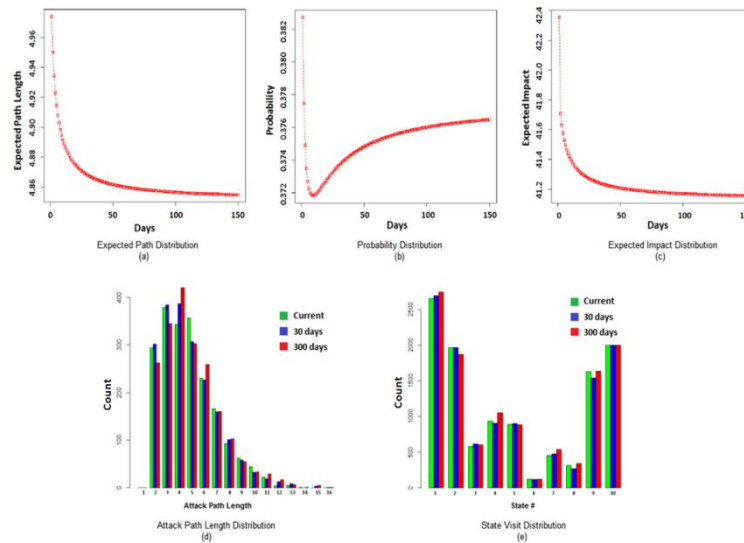 Expected Path Length
4.86 4.88 4.90 4.92 4.94 4.96
0 50 100 150
Days
Expected Path Distribution
(a)
Probability
0.372 0.374 0.376 0.378 0.380 0.382
0 50 100 150
Days
Probability Distribution
(b)
Expected Impact
41.2 41.4 41.6 41.8 42.0 42.2 42.4
0 50 100
Days
Expected Impact Distribution
(c)
Count
0 100 200 300 400
Current
30 days
300 days
1 2 3 4 5 6 7 8 9 10 11 12 13 14 15 16
Attack Path Length
Attack Path Length Distribution
(d)
Count
0 500 1000 1500 2000 2500
Current
30 days
300 days
1 2 3 4 5 6 7 8 9 10
State #
State Visit Distribution
(e)